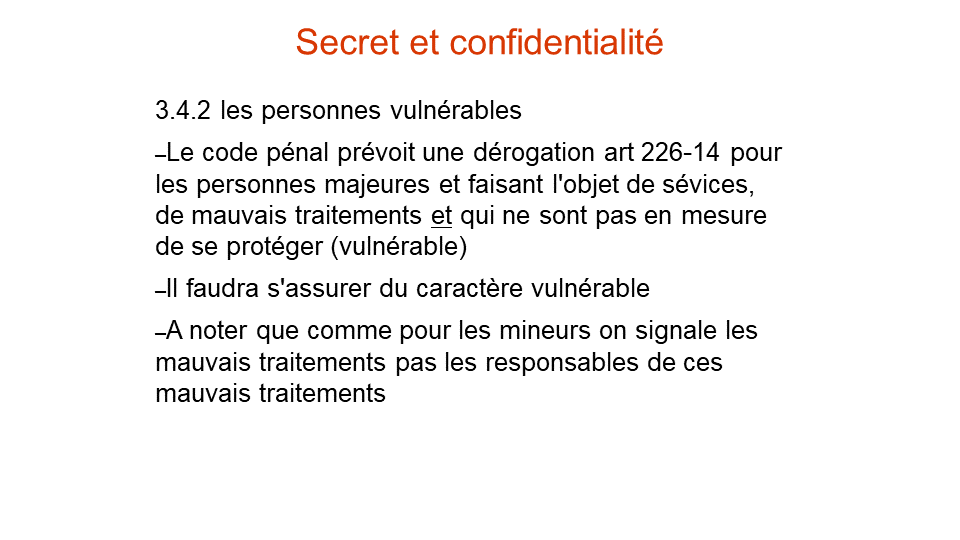 Secret et confidentialité
3.4.2 les personnes vulnérables
–Le code pénal prévoit une dérogation art 226-14 pour
les personnes majeures et faisant l'objet de sévices,
de mauvais traitements et qui ne sont pas en mesure
de se protéger (vulnérable)
–Il faudra s'assurer du caractère vulnérable
–A noter que comme pour les mineurs on signale les
mauvais traitements pas les responsables de ces
mauvais traitements